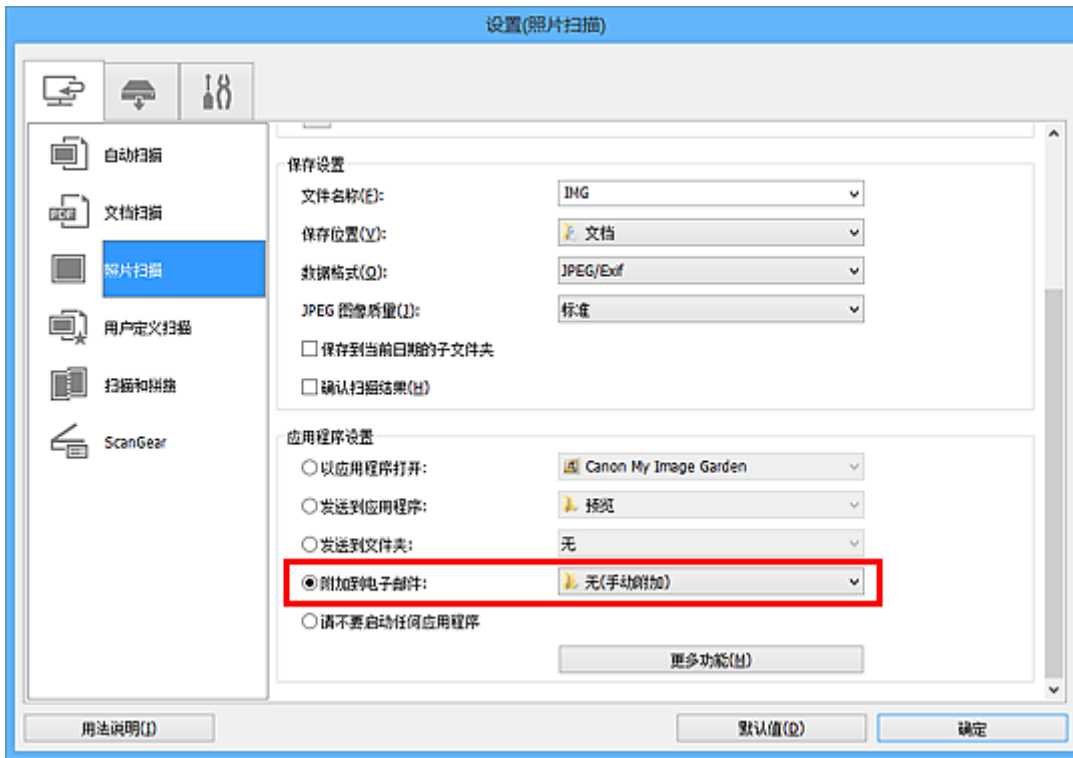 设置(照片扫描)
自动扫描
文档扫描
照片扫描
用户定义扫描
扫描和拼接
ScanGear
保存设置
文件名称(F): IMG
保存位置(V): 文档
数据格式(O): JPEG/Exif
JPEG 图像质量(J): 标准
保存到当前日期的子文件夹
确认扫描结果(H)
应用程序设置
以应用程序打开: Canon My Image Garden
发送到应用程序: 预览
发送到文件夹: 无
附加到电子邮件: 无(手动附加)
请不要启动任何应用程序
更多功能(M)
用法说明(I)
默认值(D)
确定